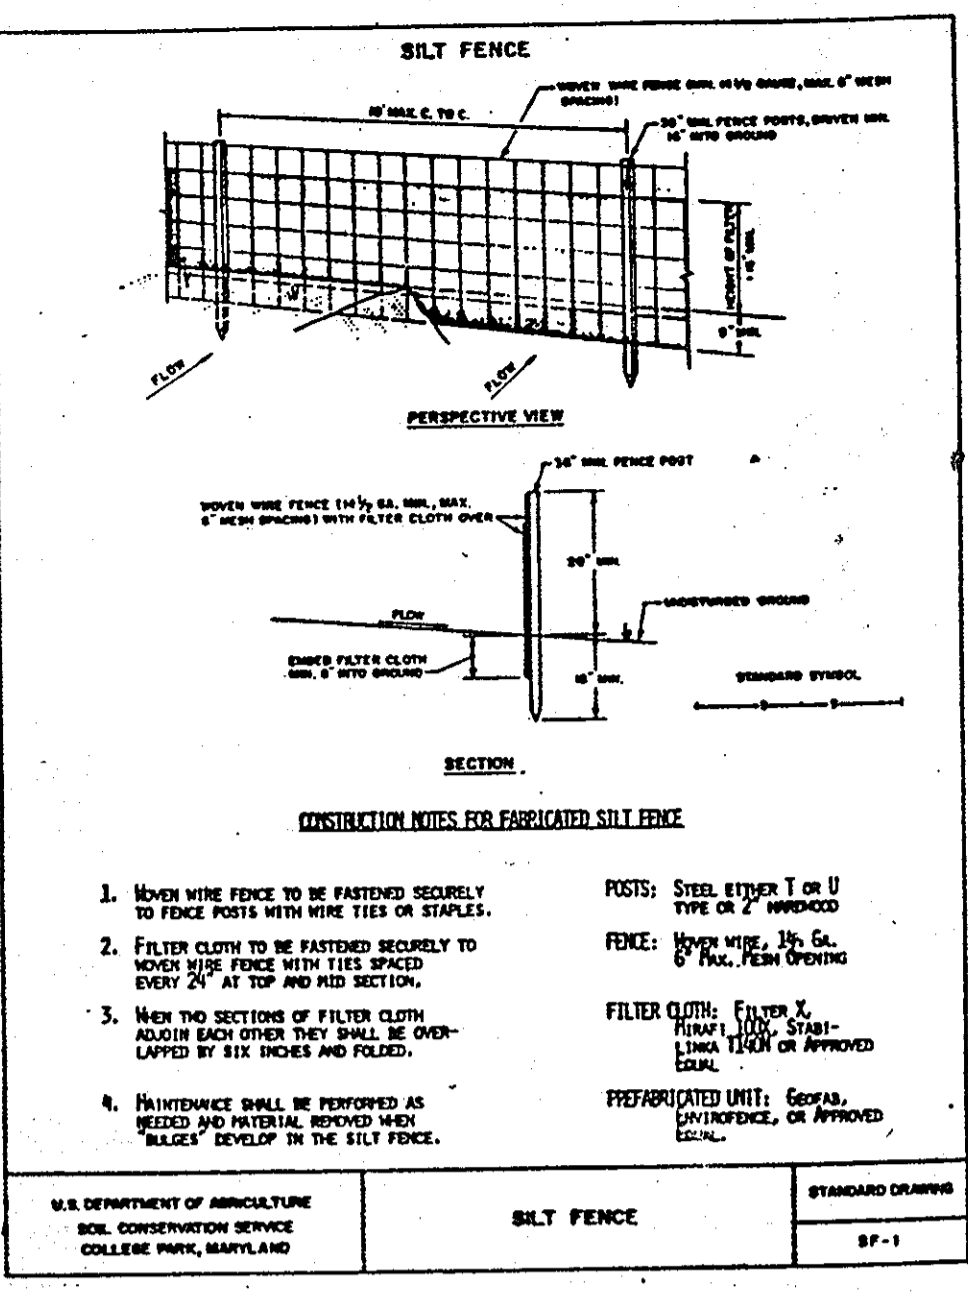 SILT FENCE
WOVEN WIRE FENCE (MIN. 14 1/2 GAUGE, MAX. 6" MESH
SPACING)
10' MAX. C. TO C.
36" MIN. FENCE POSTS, DRIVEN MIN.
16" INTO GROUND
HEIGHT OF FILTER
16" MIN.
8" MIN.
FLOW
FLOW
PERSPECTIVE VIEW
36" MIN. FENCE POST
WOVEN WIRE FENCE (14 1/2 GA. MIN., MAX.
6" MESH SPACING) WITH FILTER CLOTH OVER
20" MIN.
UNDISTURBED GROUND
FLOW
EMBED FILTER CLOTH
MIN. 8" INTO GROUND
16" MIN.
STANDARD SYMBOL
SECTION
CONSTRUCTION NOTES FOR FABRICATED SILT FENCE
1. WOVEN WIRE FENCE TO BE FASTENED SECURELY
TO FENCE POSTS WITH WIRE TIES OR STAPLES.
2. FILTER CLOTH TO BE FASTENED SECURELY TO
WOVEN WIRE FENCE WITH TIES SPACED
EVERY 24" AT TOP AND MID SECTION.
3. WHEN TWO SECTIONS OF FILTER CLOTH
ADJOIN EACH OTHER THEY SHALL BE OVER-
LAPPED BY SIX INCHES AND FOLDED.
4. MAINTENANCE SHALL BE PERFORMED AS
NEEDED AND MATERIAL REMOVED WHEN
"BULGES" DEVELOP IN THE SILT FENCE.
POSTS: STEEL EITHER T OR U
TYPE OR 2" HARDWOOD
FENCE: WOVEN WIRE, 14½ GA.
6" MAX. MESH OPENING
FILTER CLOTH: FILTER X,
MIRAFI 100X, STABI-
LINKA T140N OR APPROVED
EQUAL
PREFABRICATED UNIT: GEOFAB,
ENVIROFENCE, OR APPROVED
EQUAL.
U.S. DEPARTMENT OF AGRICULTURE
SOIL CONSERVATION SERVICE
COLLEGE PARK, MARYLAND
SILT FENCE
STANDARD DRAWING
SF-1